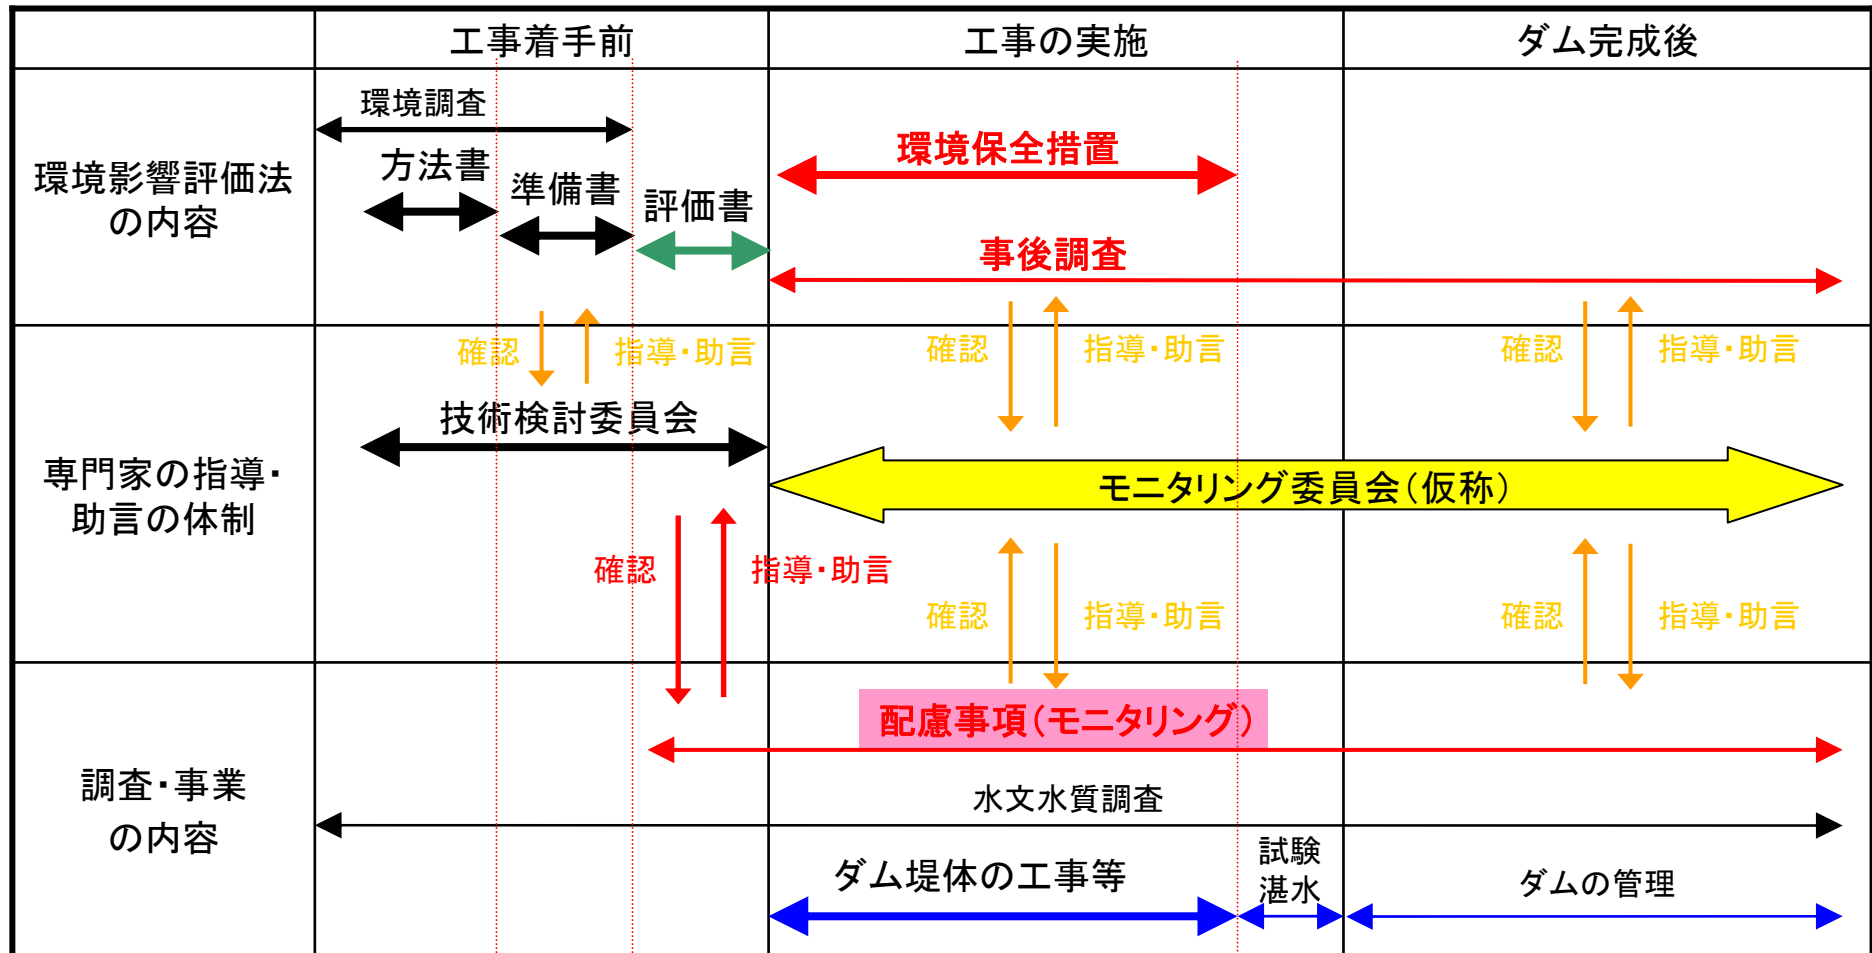 工事着手前
工事の実施
ダム完成後
環境影響評価法
の内容
環境調査
方法書
準備書
評価書
環境保全措置
事後調査
確認
指導・助言
確認
指導・助言
確認
指導・助言
専門家の指導・
助言の体制
技術検討委員会
モニタリング委員会（仮称）
確認
指導・助言
確認
指導・助言
確認
指導・助言
調査・事業
の内容
配慮事項（モニタリング）
水文水質調査
ダム堤体の工事等
試験
湛水
ダムの管理